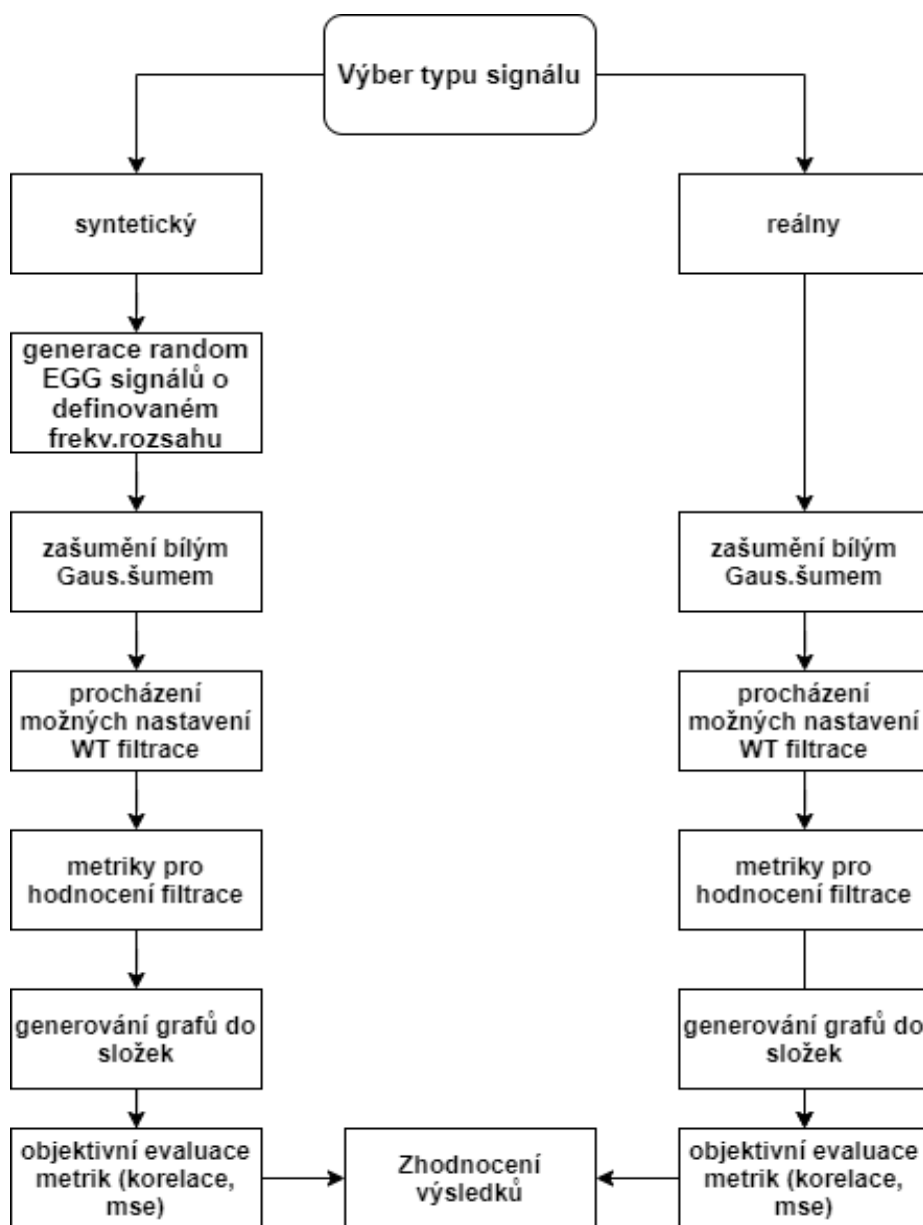 Výber typu signálu
syntetický
generace random
EGG signálů o
definovaném
frekv.rozsahu
zašumění bílým
Gaus.šumem
procházení
možných nastavení
WT filtrace
metriky pro
hodnocení filtrace
generování grafů do
složek
objektivní evaluace
metrik (korelace,
mse)
reálny
zašumění bílým
Gaus.šumem
procházení
možných nastavení
WT filtrace
metriky pro
hodnocení filtrace
generování grafů do
složek
objektivní evaluace
metrik (korelace,
mse)
Zhodnocení
výsledků